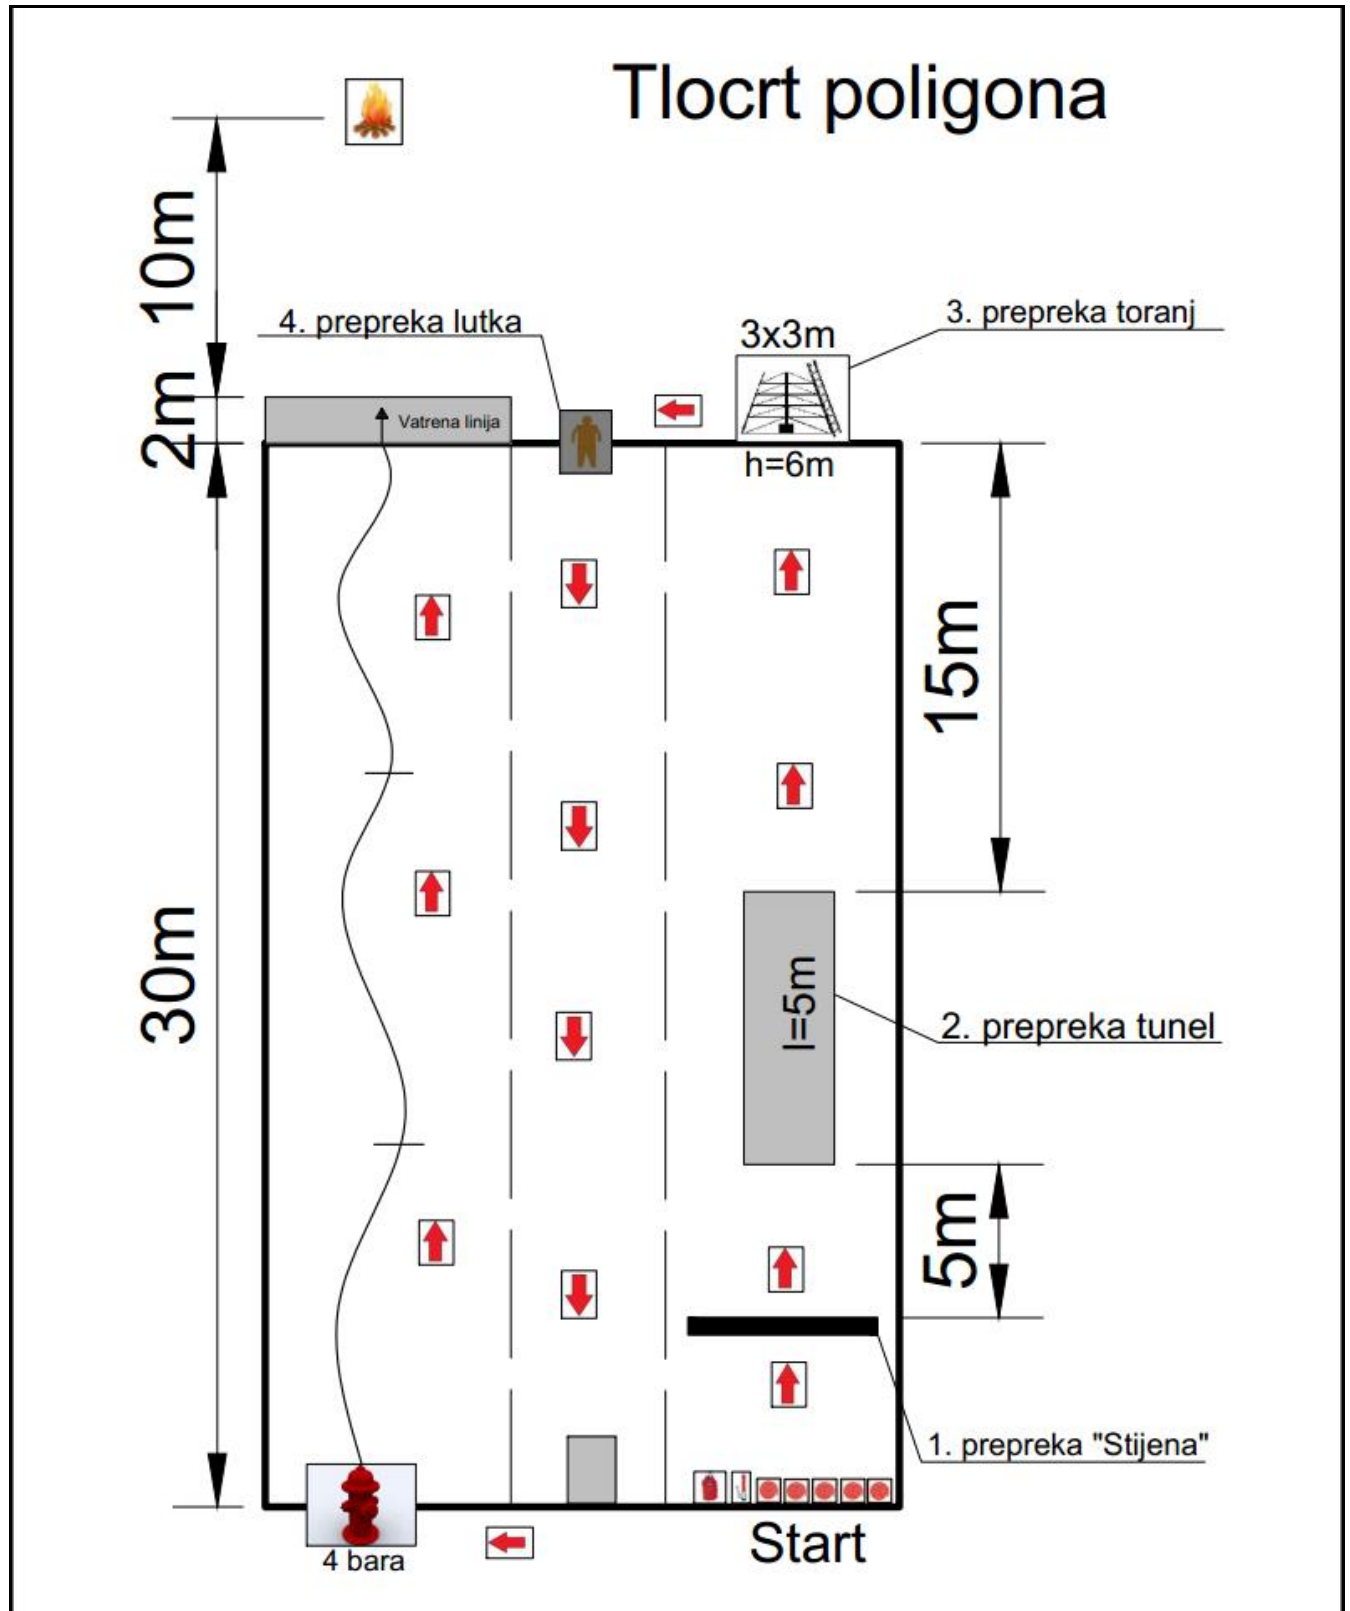 Tlocrt poligona
10m
4. prepreka lutka
3x3m
3. prepreka toranj
2m
Vatrena linija
h=6m
15m
30m
l=5m
2. prepreka tunel
5m
1. prepreka "Stijena"
Start
4 bara